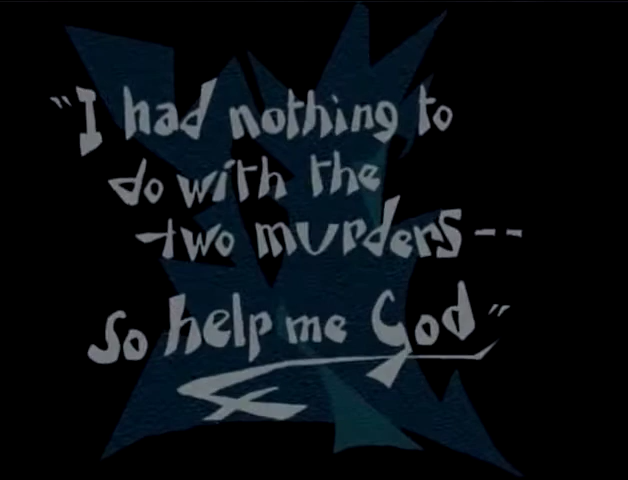 "I had nothing to
do with the
two murders--
so help me God"